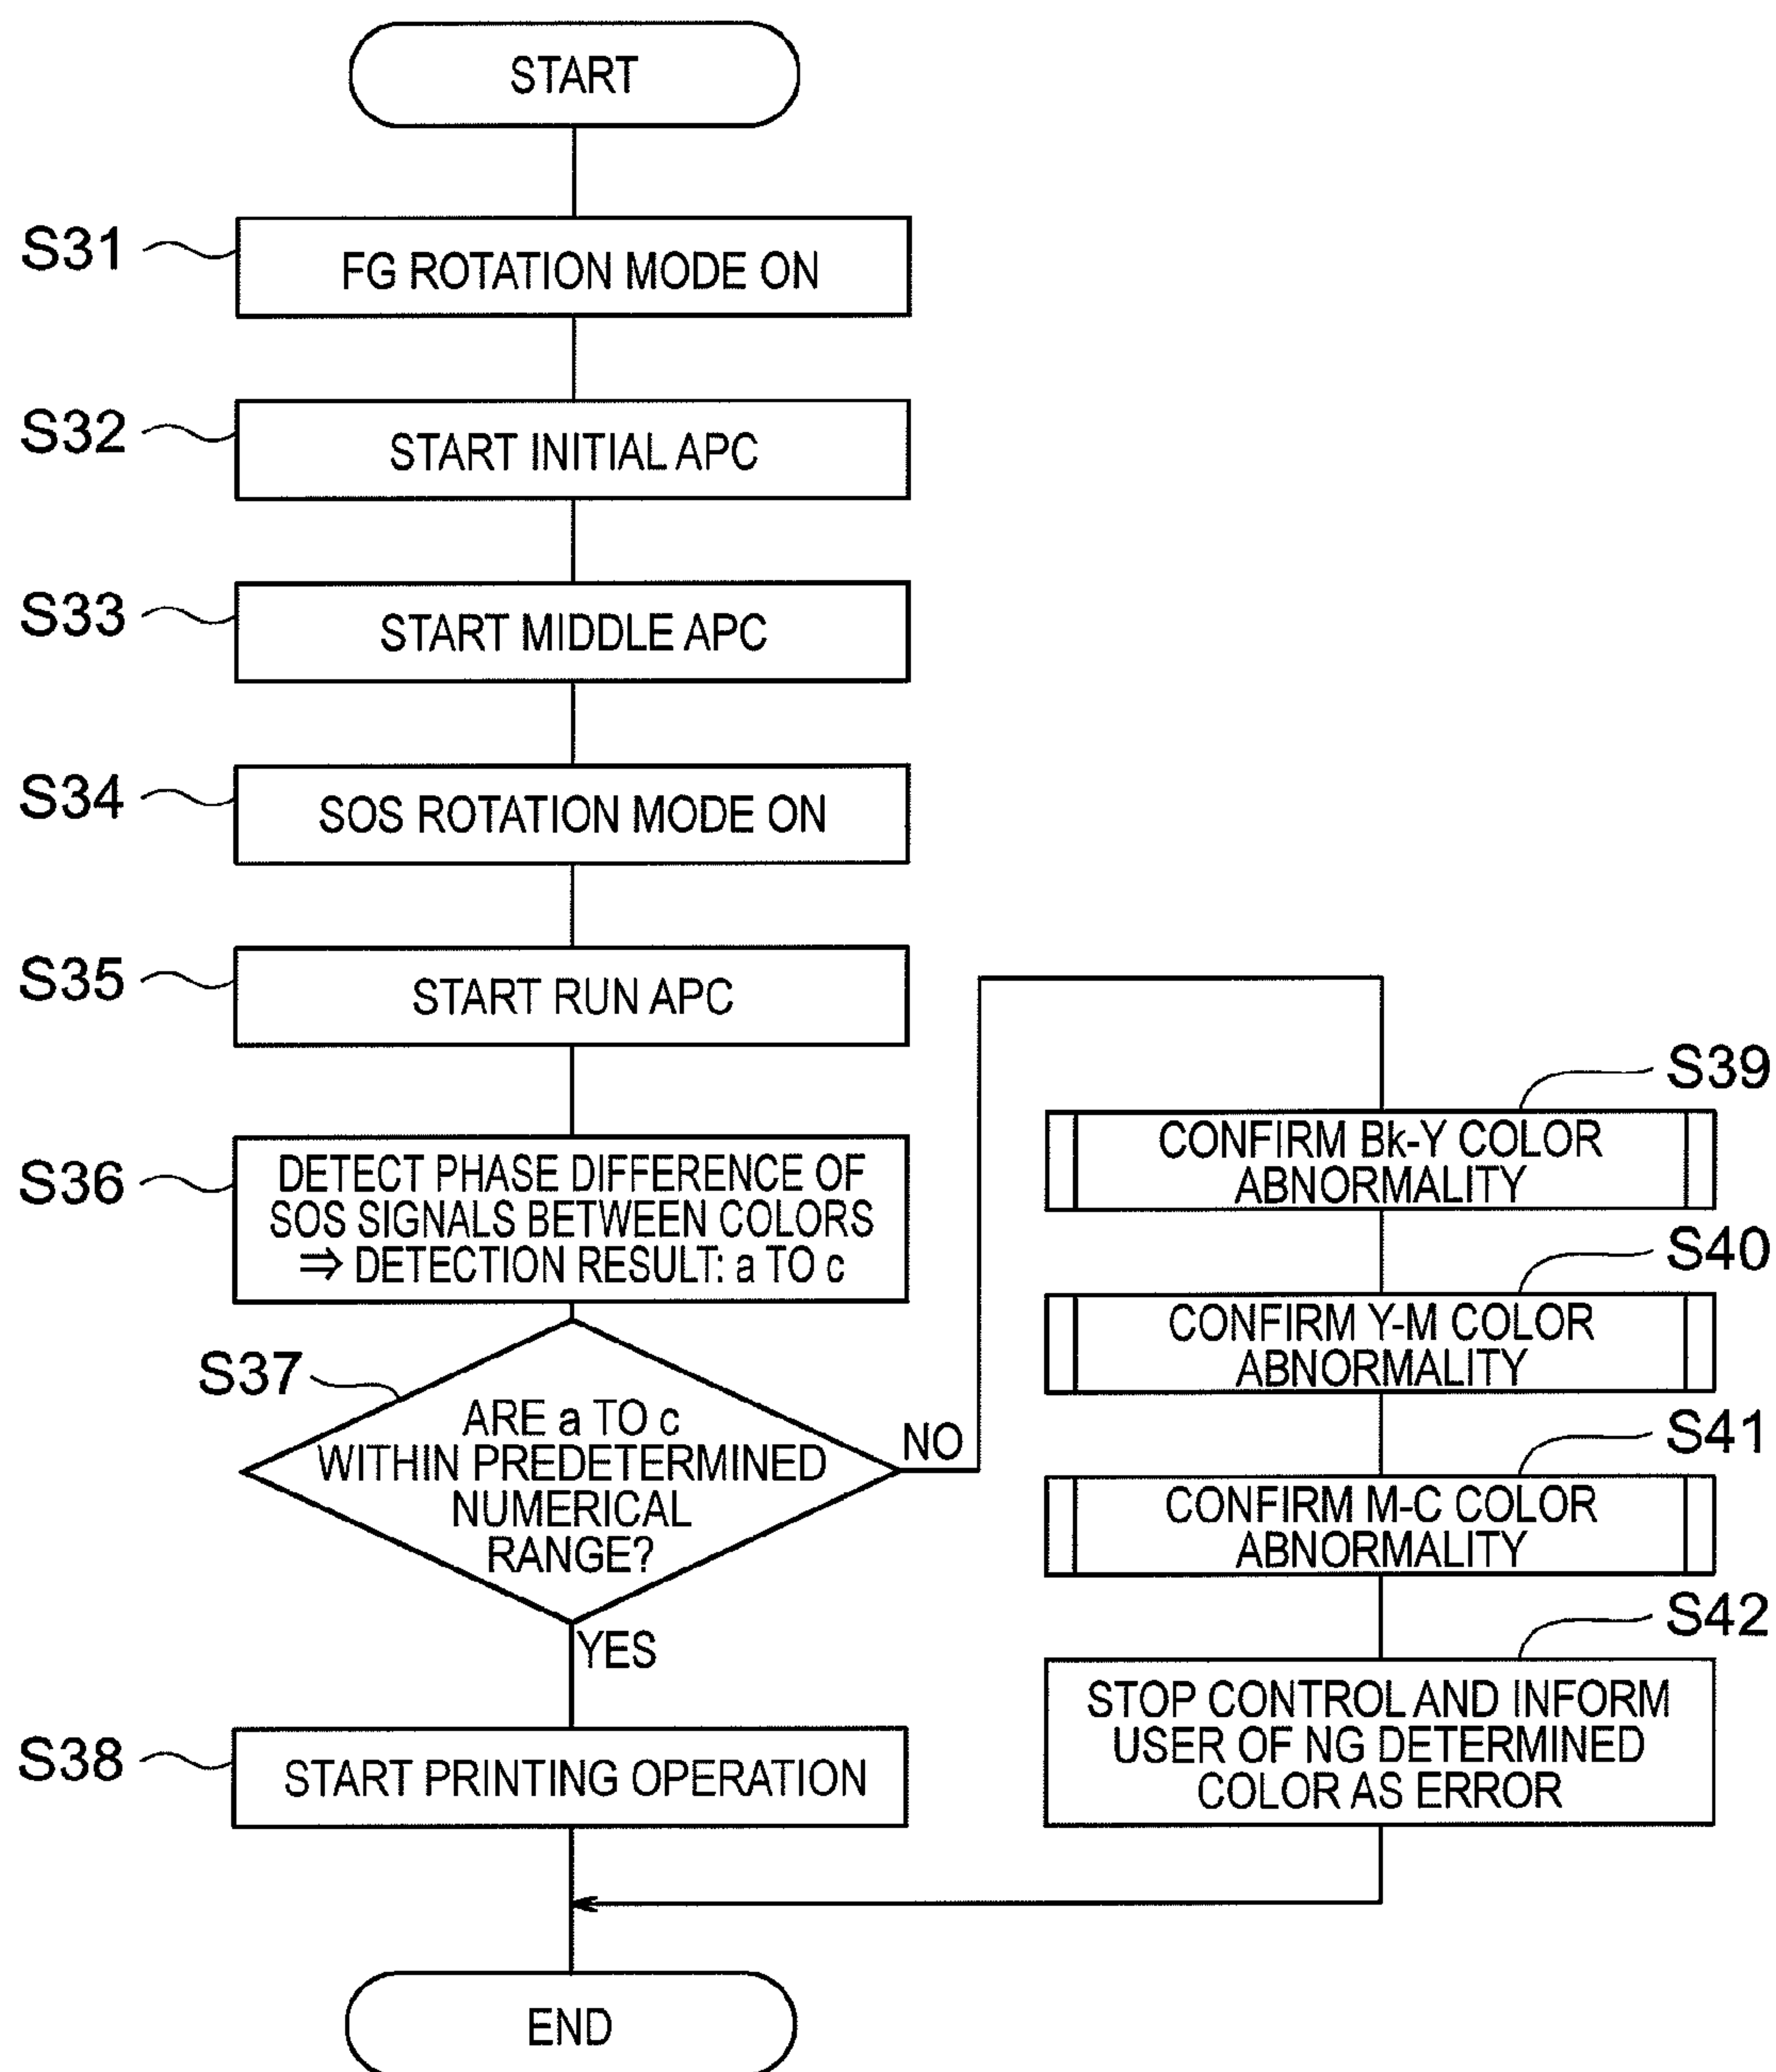 START
S31
FG ROTATION MODE ON
S32
START INITIAL APC
S33
START MIDDLE APC
S34
SOS ROTATION MODE ON
S35
START RUN APC
S36
DETECT PHASE DIFFERENCE OF
SOS SIGNALS BETWEEN COLORS
⇒ DETECTION RESULT: a TO c
S37
ARE a TO c
WITHIN PREDETERMINED
NUMERICAL
RANGE?
NO
YES
S38
START PRINTING OPERATION
S39
CONFIRM Bk-Y COLOR
ABNORMALITY
S40
CONFIRM Y-M COLOR
ABNORMALITY
S41
CONFIRM M-C COLOR
ABNORMALITY
S42
STOP CONTROL AND INFORM
USER OF NG DETERMINED
COLOR AS ERROR
END